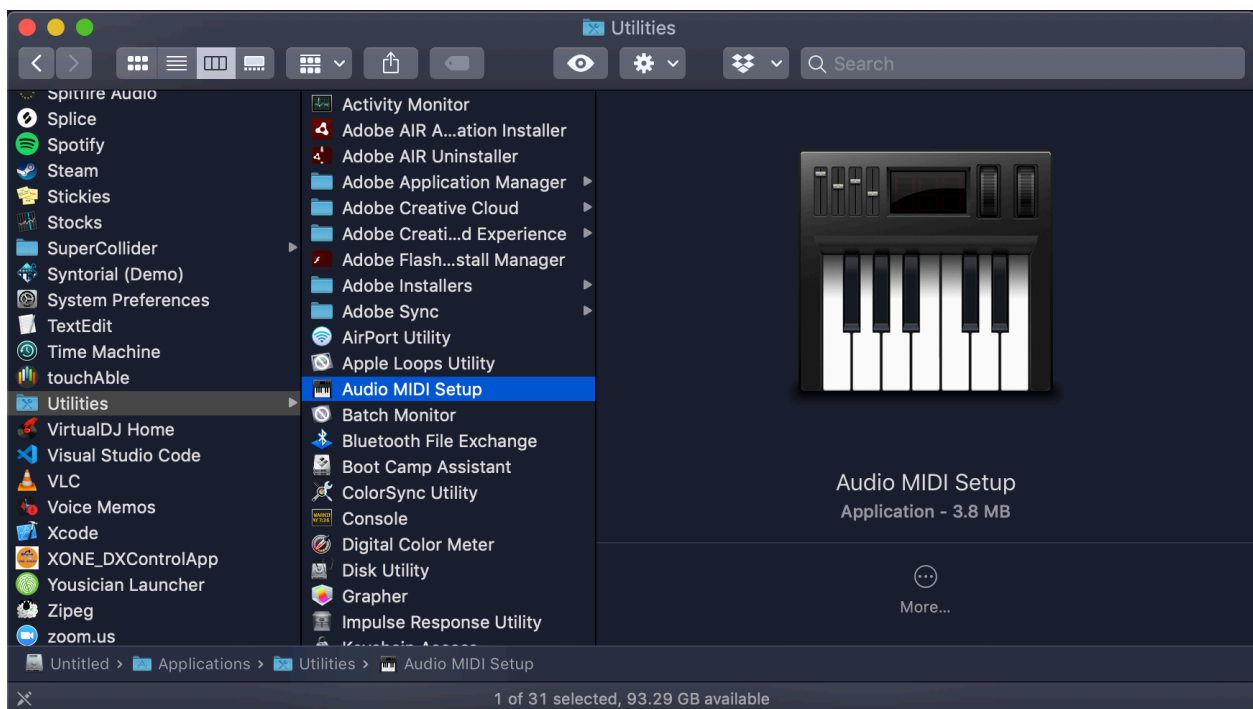 Utilities
Search
Spitfire Audio
Splice
Spotify
Steam
Stickies
Stocks
SuperCollider
Syntorial (Demo)
System Preferences
TextEdit
Time Machine
touchAble
Utilities
VirtualDJ Home
Visual Studio Code
VLC
Voice Memos
Xcode
XONE_DXControlApp
Yousician Launcher
Zipeg
zoom.us
Activity Monitor
Adobe AIR A...ation Installer
Adobe AIR Uninstaller
Adobe Application Manager
Adobe Creative Cloud
Adobe Creati...d Experience
Adobe Flash...stall Manager
Adobe Installers
Adobe Sync
AirPort Utility
Apple Loops Utility
Audio MIDI Setup
Batch Monitor
Bluetooth File Exchange
Boot Camp Assistant
ColorSync Utility
Console
Digital Color Meter
Disk Utility
Grapher
Impulse Response Utility
Keychain Access
Audio MIDI Setup
Application - 3.8 MB
More...
Untitled > Applications > Utilities > Audio MIDI Setup
1 of 31 selected, 93.29 GB available